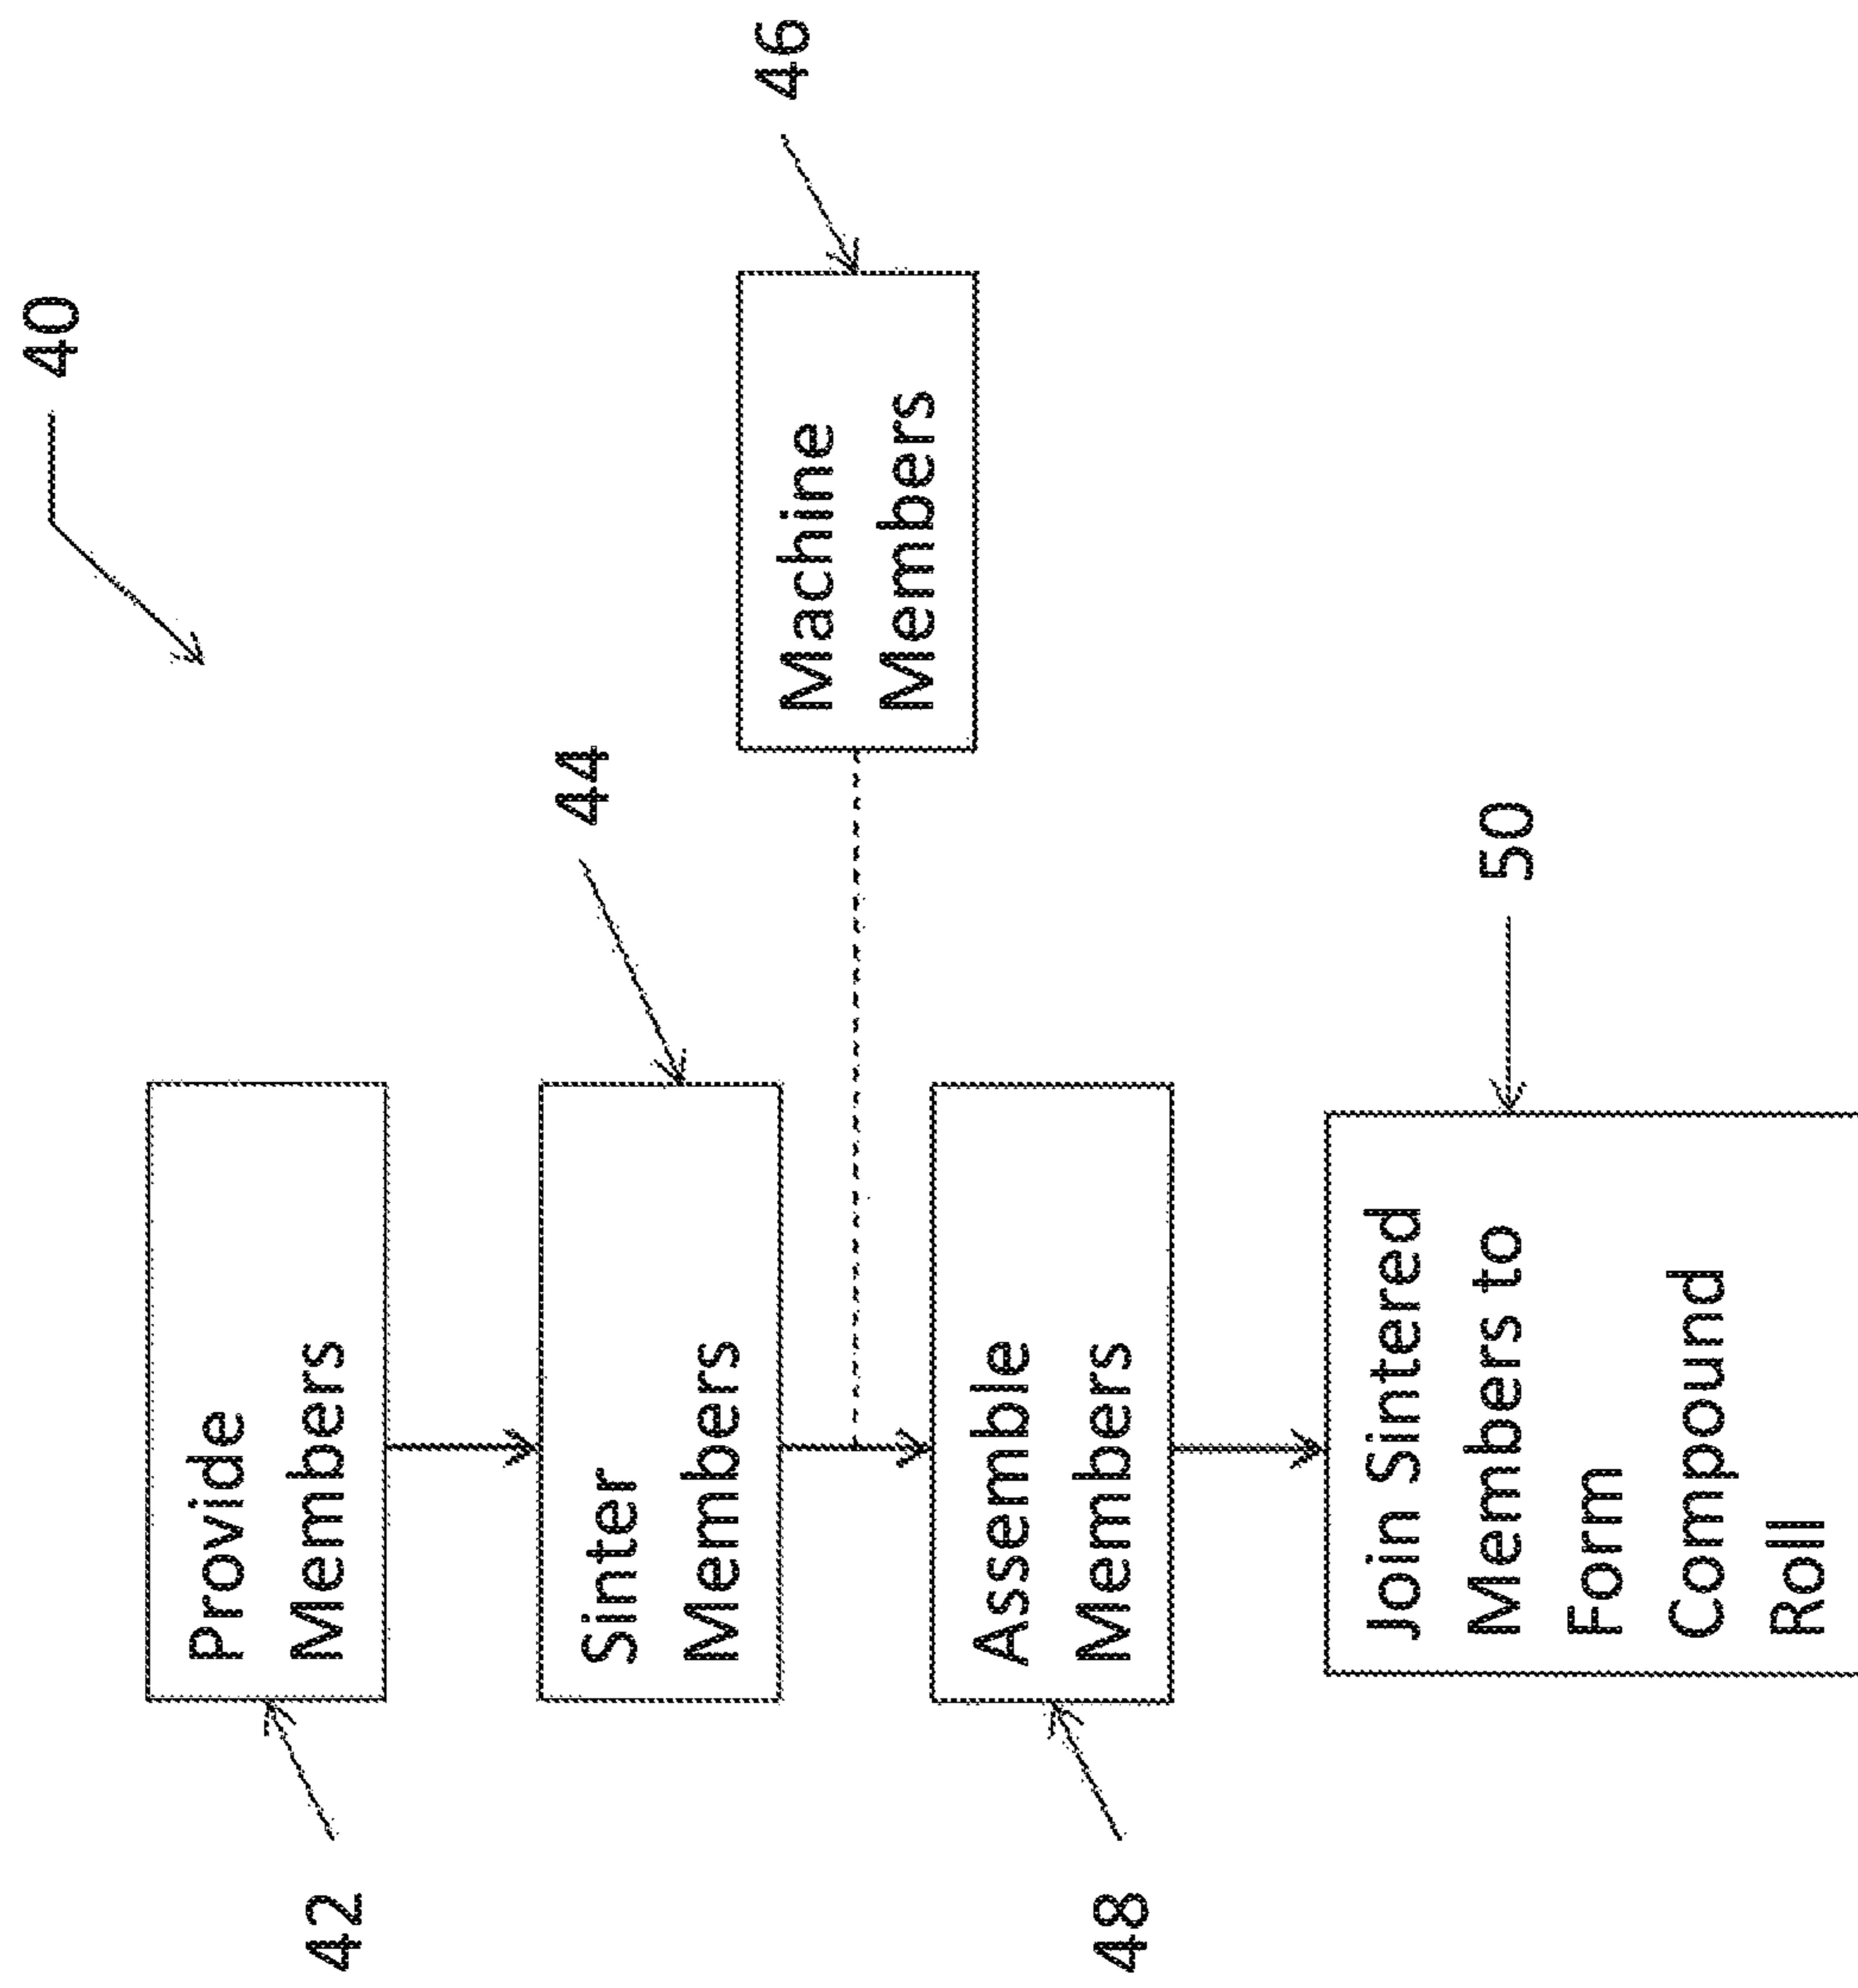 40
42
Provide
Members
44
Sinter
Members
46
Machine
Members
48
Assemble
Members
50
Join Sintered
Members to
Form
Compound
Roll